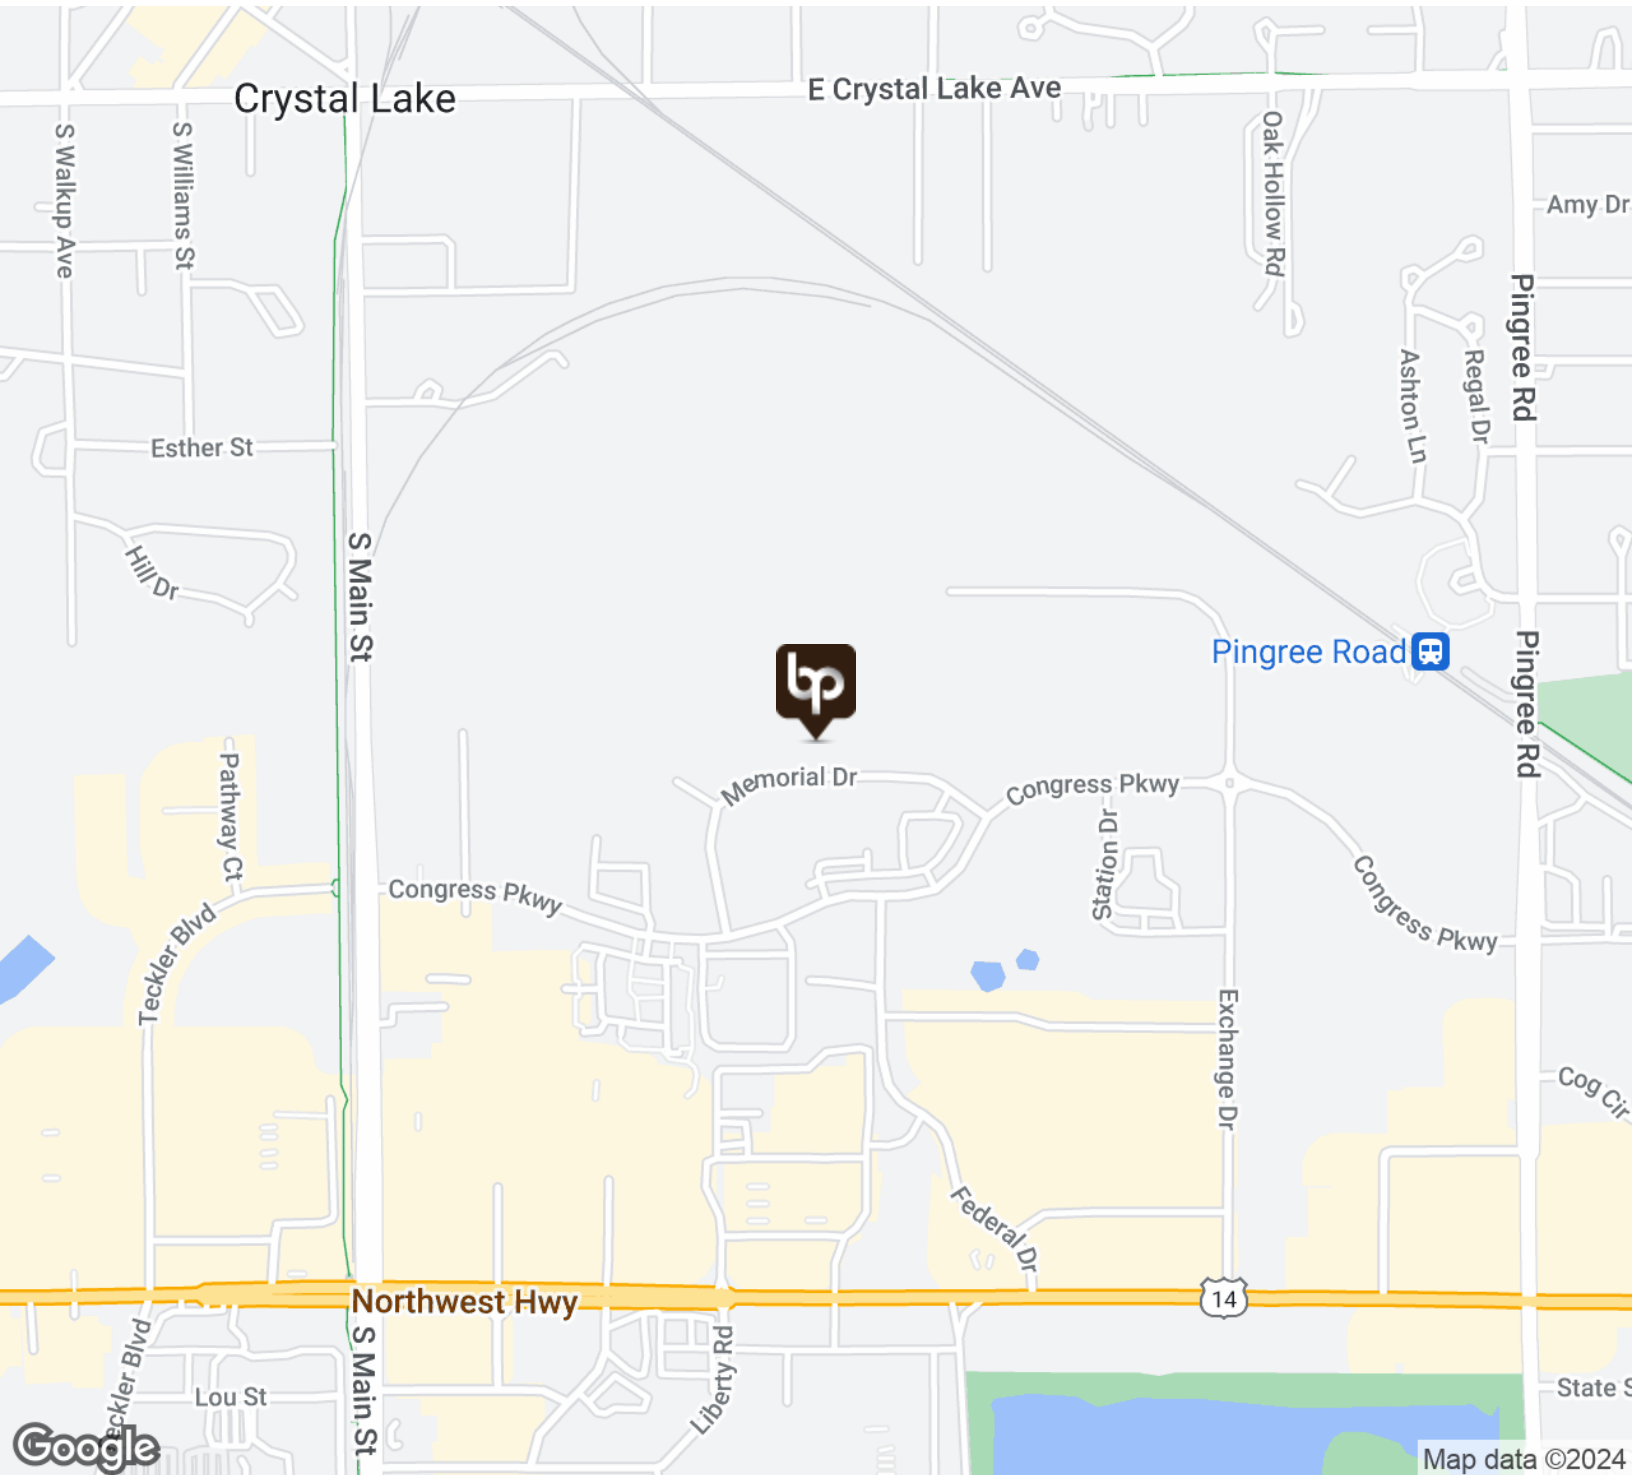 E Crystal Lake Ave
Crystal Lake
S Walkup Ave
S Williams St
Oak Hollow Rd
Amy Dr
Pingree Rd
Ashton Ln
Regal Dr
Esther St
S Main St
Hill Dr
Pingree Road
bp
Pingree Rd
Memorial Dr
Congress Pkwy
Pathway Ct
Station Dr
Congress Pkwy
Congress Pkwy
Teckler Blvd
Exchange Dr
Cog Cir
Federal Dr
Northwest Hwy
14
S Main St
Liberty Rd
eckler Blvd
Lou St
State S
Google
Map data ©2024